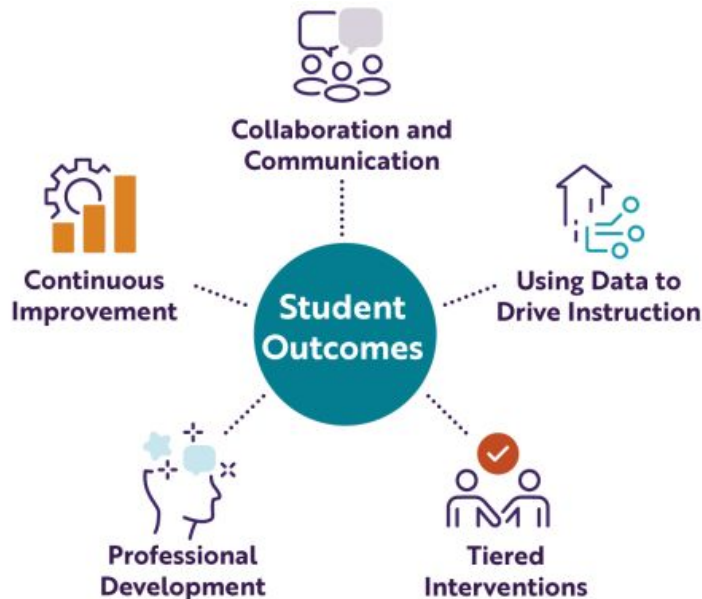 Collaboration and
Communication
Continuous
Improvement
Using Data to
Drive Instruction
Student
Outcomes
Professional
Development
Tiered
Interventions